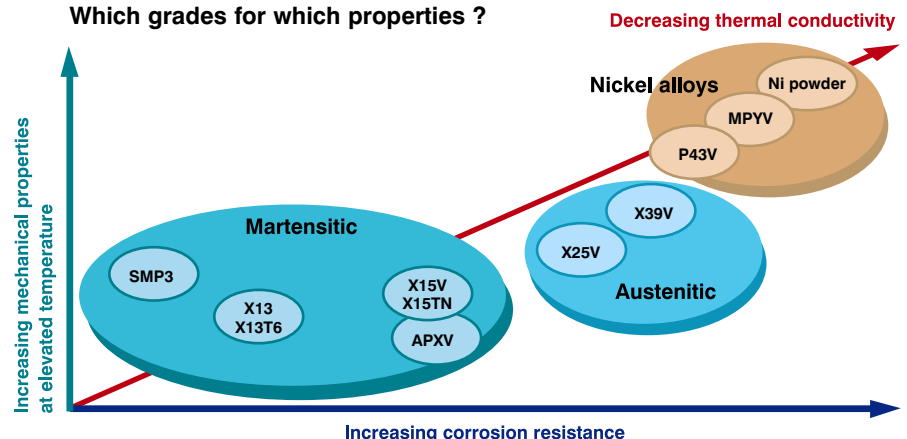 Which grades for which properties ?
Decreasing thermal conductivity
Increasing mechanical properties
at elevated temperature
Nickel alloys
Ni powder
MPYV
P43V
Martensitic
X39V
X25V
SMP3
X15V
X15TN
Austenitic
X13
X13T6
APXV
Increasing corrosion resistance